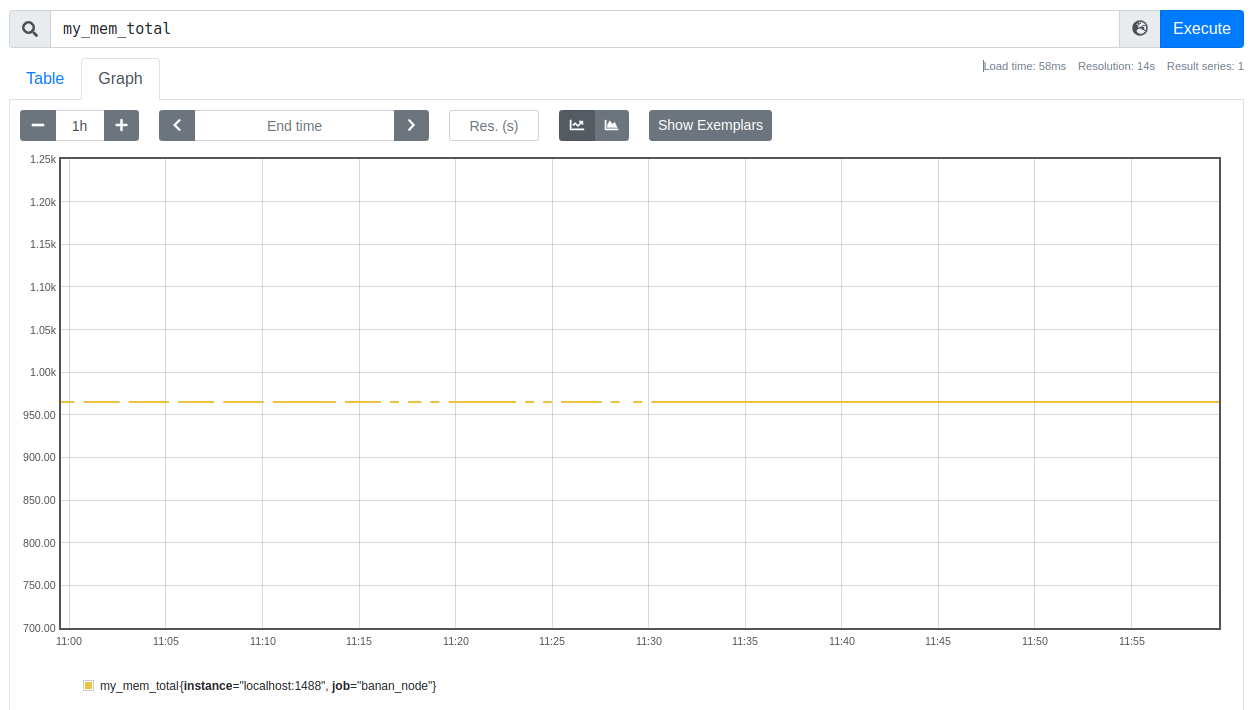 my_mem_total
Execute
Load time: 58ms Resolution: 14s Result series: 1
Table Graph
1h
End time
Res. (s)
Show Exemplars
1.25k
1.20k
1.15k
1.10k
1.05k
1.00k
950.00
900.00
850.00
800.00
750.00
700.00
11:00 11:05 11:10 11:15 11:20 11:25 11:30 11:35 11:40 11:45 11:50 11:55
my_mem_total{instance="localhost:1488", job="banan_node"}